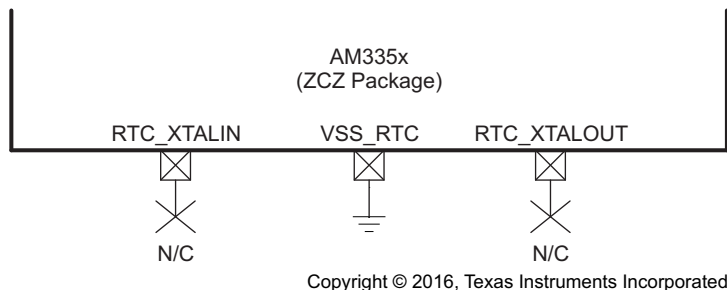 AM335x
(ZCZ Package)
RTC_XTALIN VSS_RTC RTC_XTALOUT
N/C N/C
Copyright © 2016, Texas Instruments Incorporated